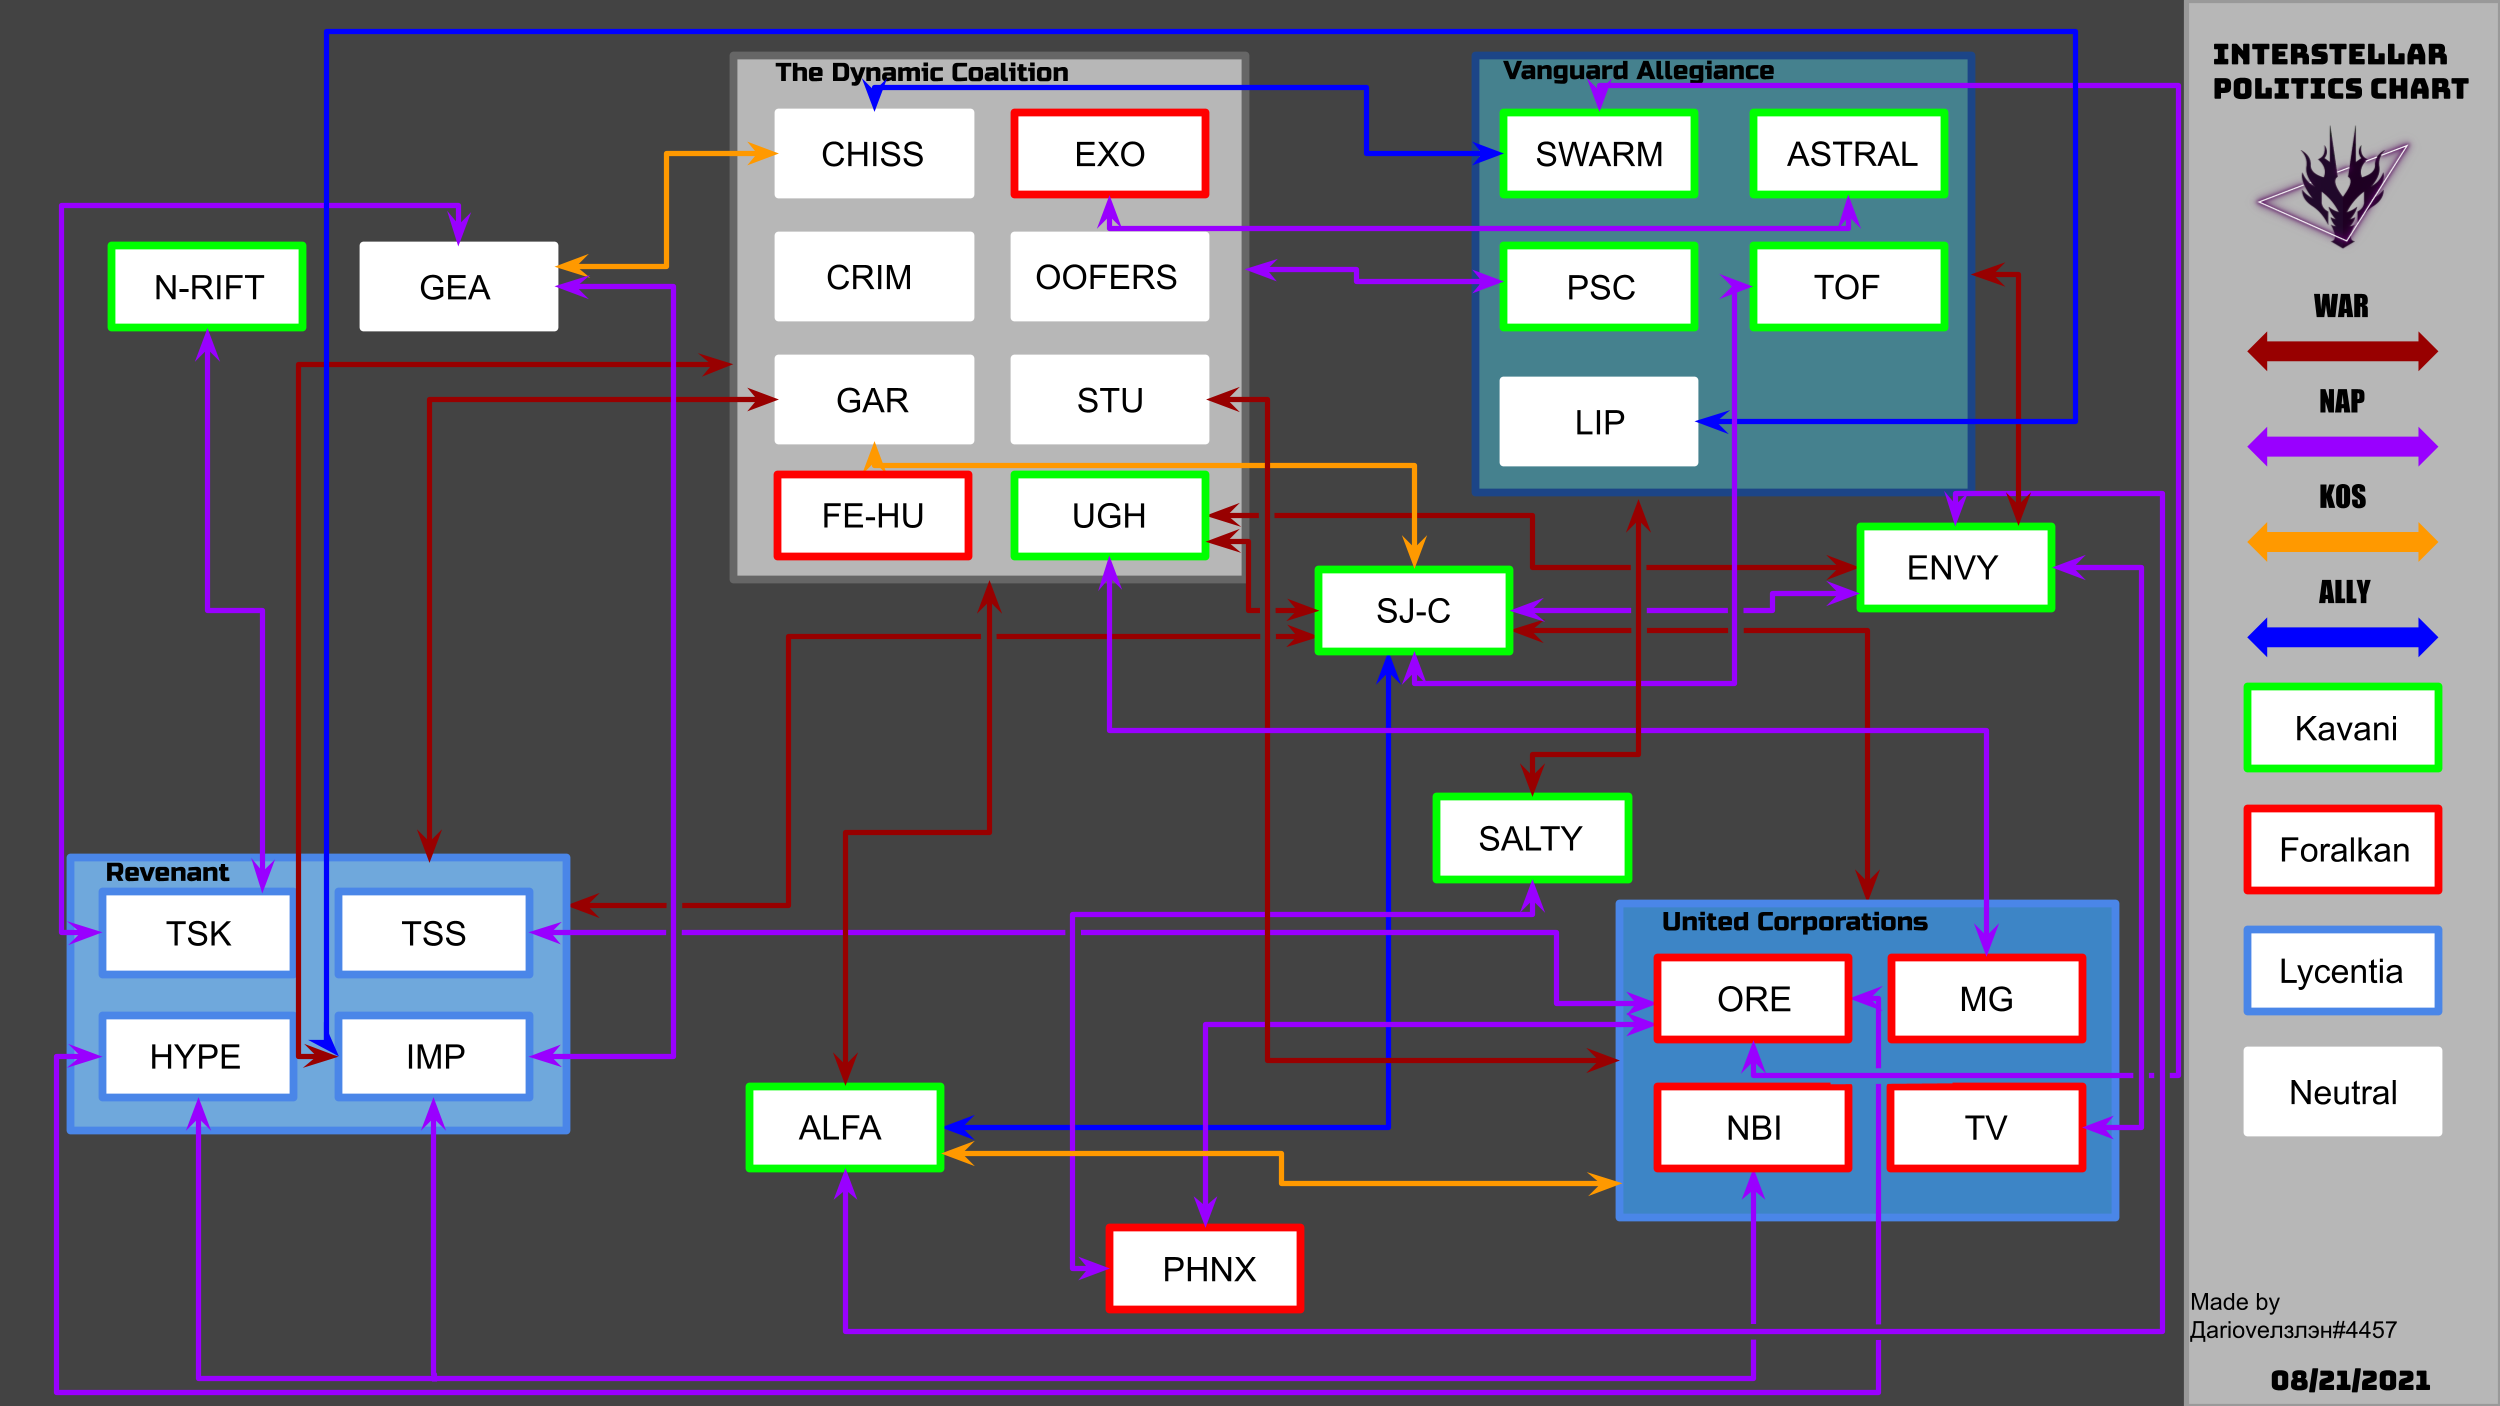 The Dynamic Coalition
CHISS
EXO
CRIM
OOFERS
GAR
STU
FE-HU
UGH
Vanguard Allegiance
SWARM
ASTRAL
PSC
TOF
LIP
N-RIFT
GEA
ENVY
SJ-C
SALTY
Revenant
TSK
TSS
HYPE
IMP
United Corporations
ORE
MG
NBI
TV
ALFA
PHNX
INTERSTELLAR
POLITICS CHART
WAR
NAP
KOS
ALLY
Kavani
Foralkan
Lycentia
Neutral
Made by
Дариovelзлэн#4457
08/21/2021